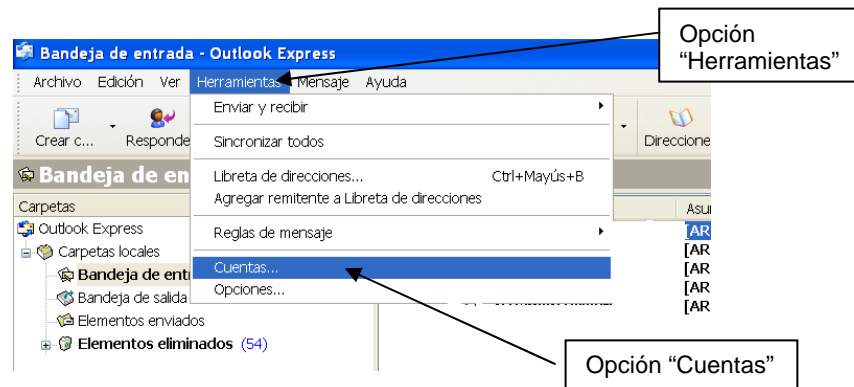 Opción
“Herramientas”
Bandeja de entrada - Outlook Express
Archivo Edición Ver Herramientas Mensaje Ayuda
Enviar y recibir
Crear c... Responde Direccione
Sincronizar todos
Bandeja de en
Libreta de direcciones... Ctrl+Mayús+B
Agregar remitente a Libreta de direcciones
Carpetas Asu
Outlook Express
Reglas de mensaje [AR
Carpetas locales [AR
Bandeja de ent
Cuentas... [AR
Bandeja de salida
Opciones... [AR
Elementos enviados [AR
Elementos eliminados (54)
Opción “Cuentas”